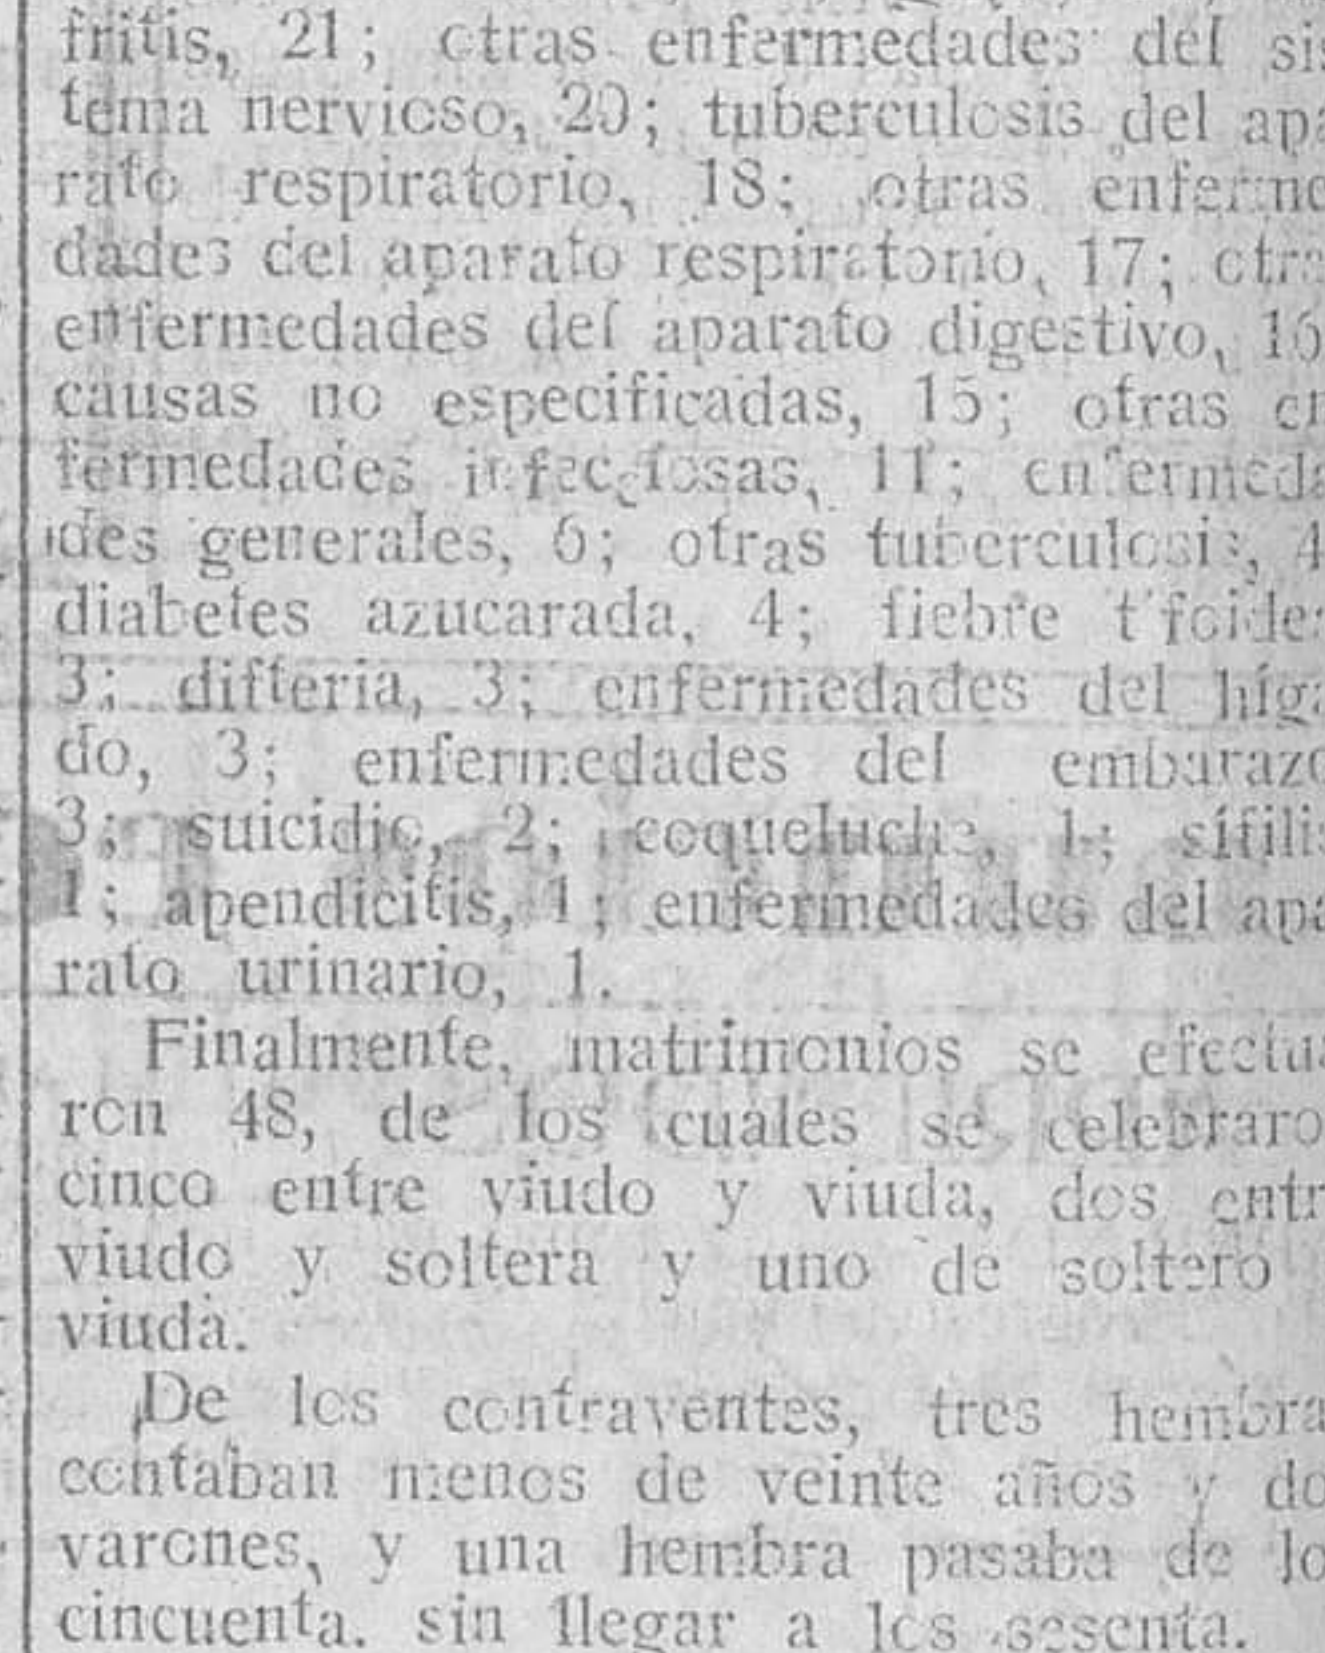 fritis, 21; otras enfermedades del sis
tema nervioso, 20; tuberculosis del apa
rato respiratorio, 18; otras enferme
dades del aparato respiratorio, 17; otra
enfermedades del aparato digestivo, 16
causas no especificadas, 15; otras en
fermedades infecciosas, 11; enfermeda
des generales, 6; otras tuberculosis, 4
diabetes azucarada, 4; fiebre tifoidea
3; difteria, 3; enfermedades del híga
do, 3; enfermedades del embarazo
3; suicidio, 2; coqueluche, 1; sífilis
1; apendicitis, 1; enfermedades del apa
rato urinario, 1.
Finalmente, matrimonios se efectua
ron 48, de los cuales se celebraro
cinco entre viudo y viuda, dos entr
viudo y soltera y uno de soltero
viuda.
De los contrayentes, tres hembra
contaban menos de veinte años y do
varones, y una hembra pasaba de lo
cincuenta. sin llegar a los sesenta.